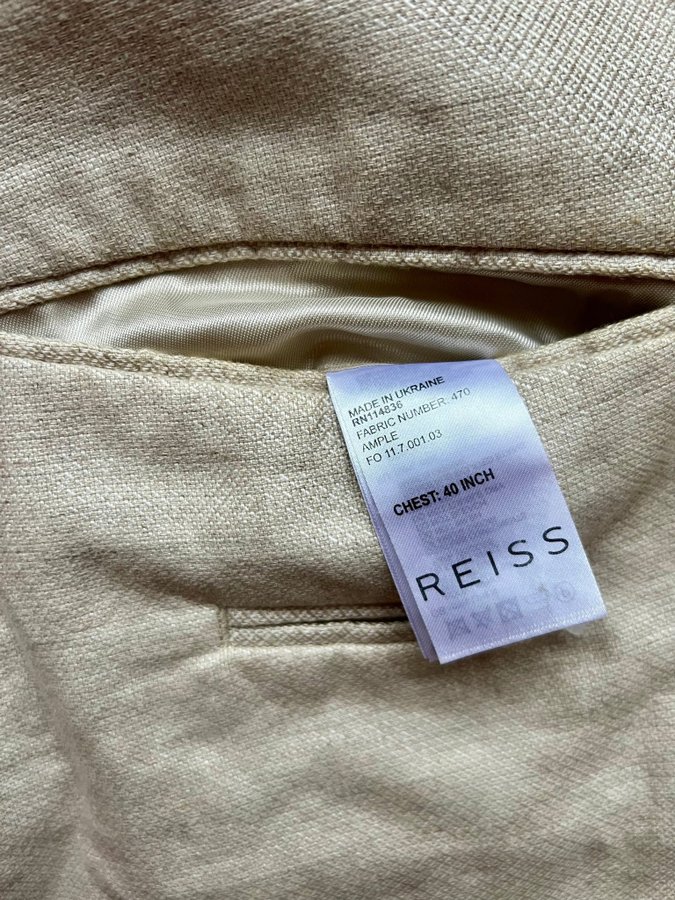 MADE IN UKRAINE
RN114836
FABRIC NUMBER: 470
AMPLE
FO 11.7.001.03
CHEST: 40 INCH
REISS